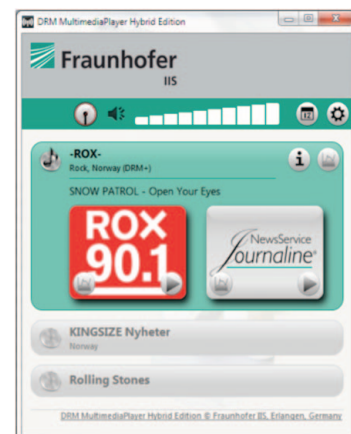 DRM MultimediaPlayer Hybrid Edition
Fraunhofer
IIS
-ROX-
Rock, Norway (DRM+)
i
SNOW PATROL - Open Your Eyes
ROX
90.1
NewsService
Journaline®
KINGSIZE Nyheter
Norway
Rolling Stones
DRM MultimediaPlayer Hybrid Edition © Fraunhofer IIS, Erlangen, Germany